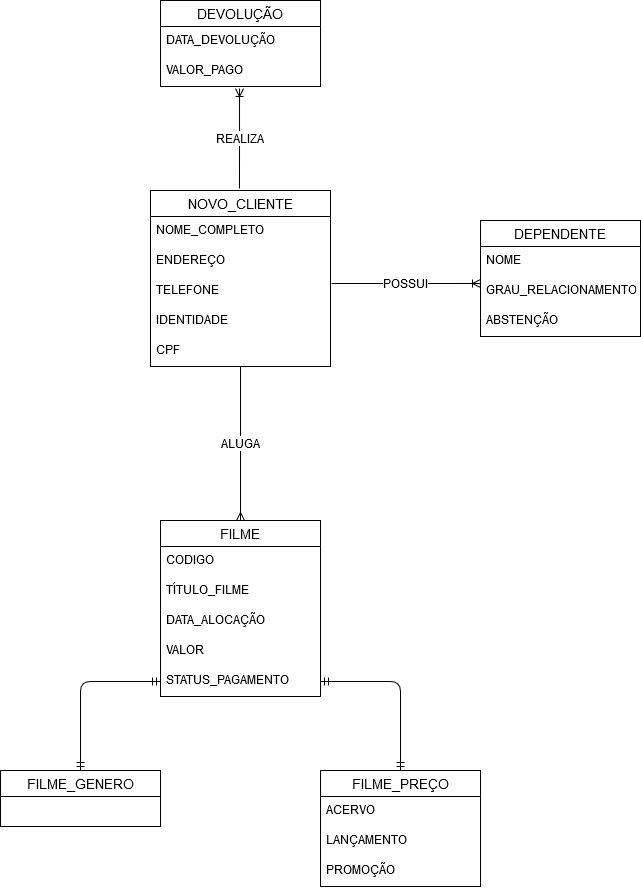 DEVOLUÇÃO
DATA_DEVOLUÇÃO
VALOR_PAGO
REALIZA
NOVO_CLIENTE
NOME_COMPLETO
ENDEREÇO
TELEFONE
IDENTIDADE
CPF
POSSUI
DEPENDENTE
NOME
GRAU_RELACIONAMENTO
ABSTENÇÃO
ALUGA
FILME
CODIGO
TÍTULO_FILME
DATA_ALOCAÇÃO
VALOR
STATUS_PAGAMENTO
FILME_GENERO
FILME_PREÇO
ACERVO
LANÇAMENTO
PROMOÇÃO